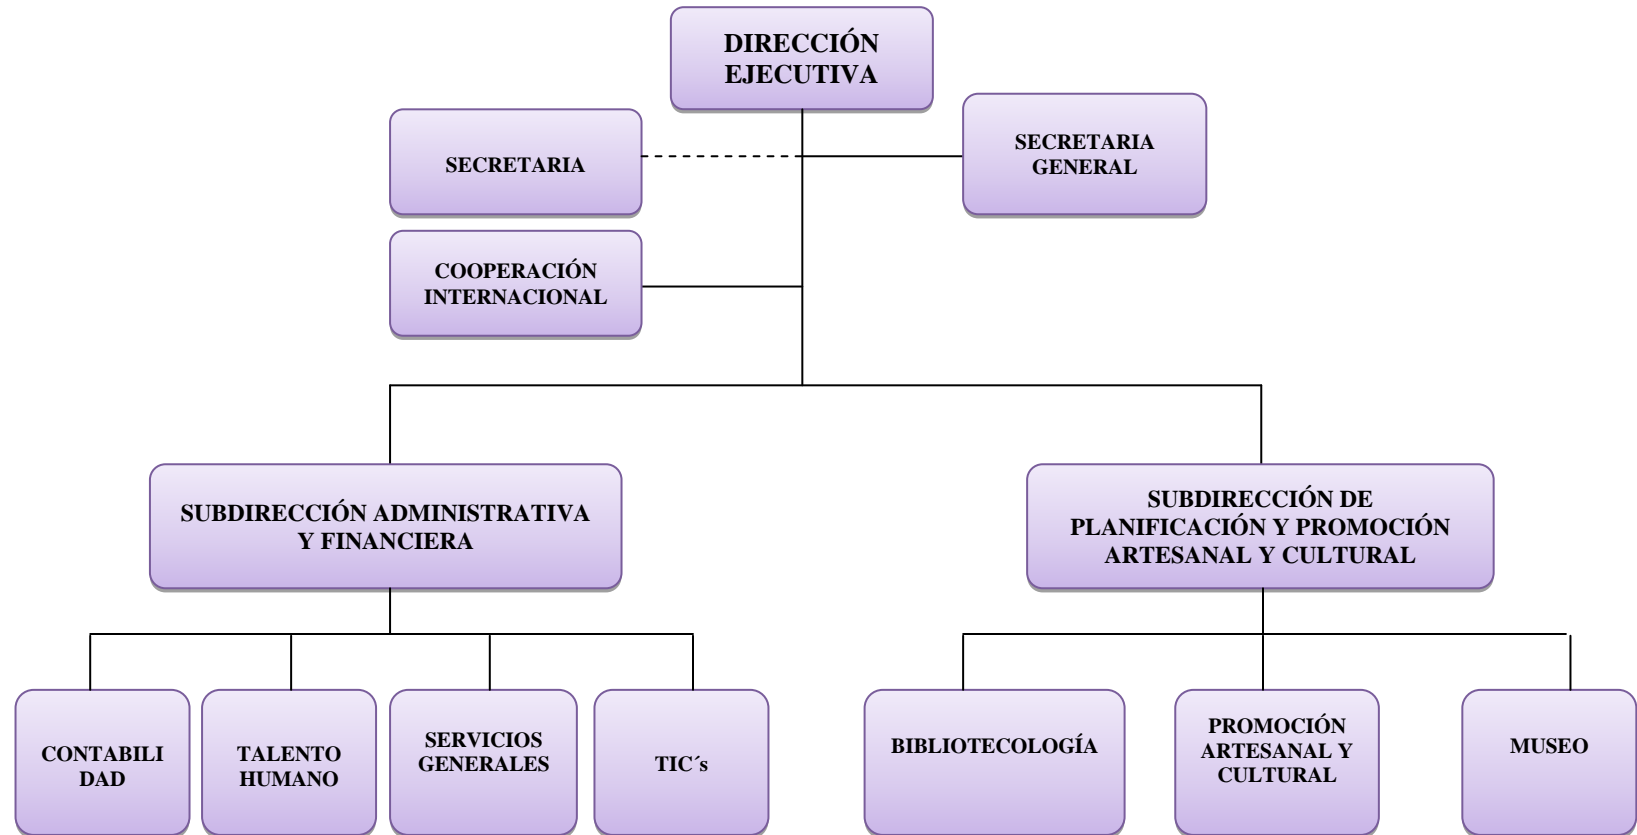 DIRECCIÓN
EJECUTIVA
SECRETARIA
SECRETARIA
GENERAL
COOPERACIÓN
INTERNACIONAL
SUBDIRECCIÓN ADMINISTRATIVA
Y FINANCIERA
SUBDIRECCIÓN DE
PLANIFICACIÓN Y PROMOCIÓN
ARTESANAL Y CULTURAL
CONTABILI
DAD
TALENTO
HUMANO
SERVICIOS
GENERALES
TIC´s
BIBLIOTECOLOGÍA
PROMOCIÓN
ARTESANAL Y
CULTURAL
MUSEO